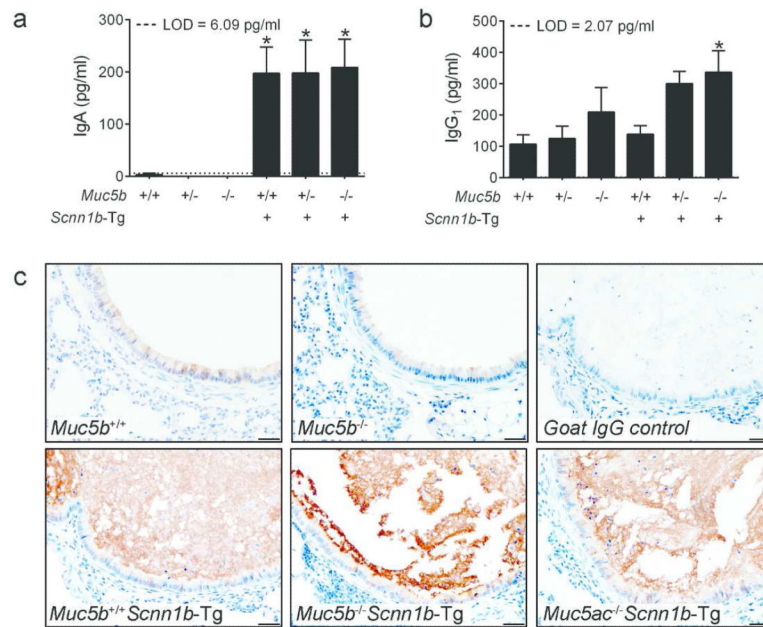 a
LOD = 6.09 pg/ml
IgA (pg/ml)
300
200
100
0
Muc5b +/+ +/- -/- +/+ +/- -/-
Scnn1b-Tg + + +
* * *
b
LOD = 2.07 pg/ml
IgG1 (pg/ml)
500
400
300
200
100
0
*
Muc5b +/+ +/- -/- +/+ +/- -/-
Scnn1b-Tg + + +
c
Muc5b+/+
Muc5b-/-
Goat IgG control
Muc5b+/+Scnn1b-Tg
Muc5b-/-Scnn1b-Tg
Muc5ac-/-Scnn1b-Tg